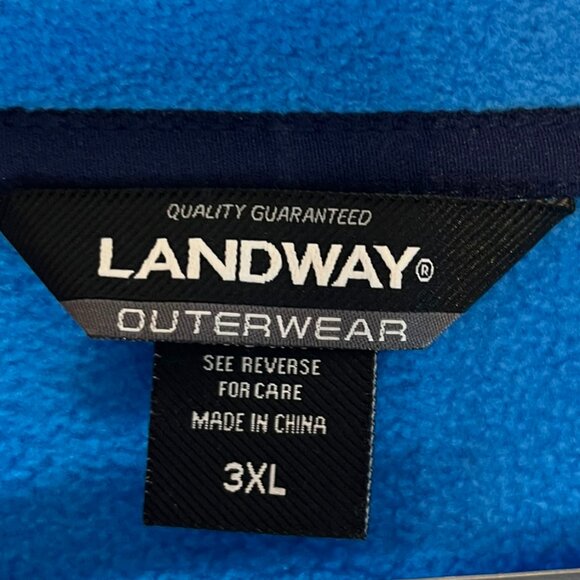 QUALITY GUARANTEED
LANDWAY®
OUTERWEAR
SEE REVERSE
FOR CARE
MADE IN CHINA
3XL